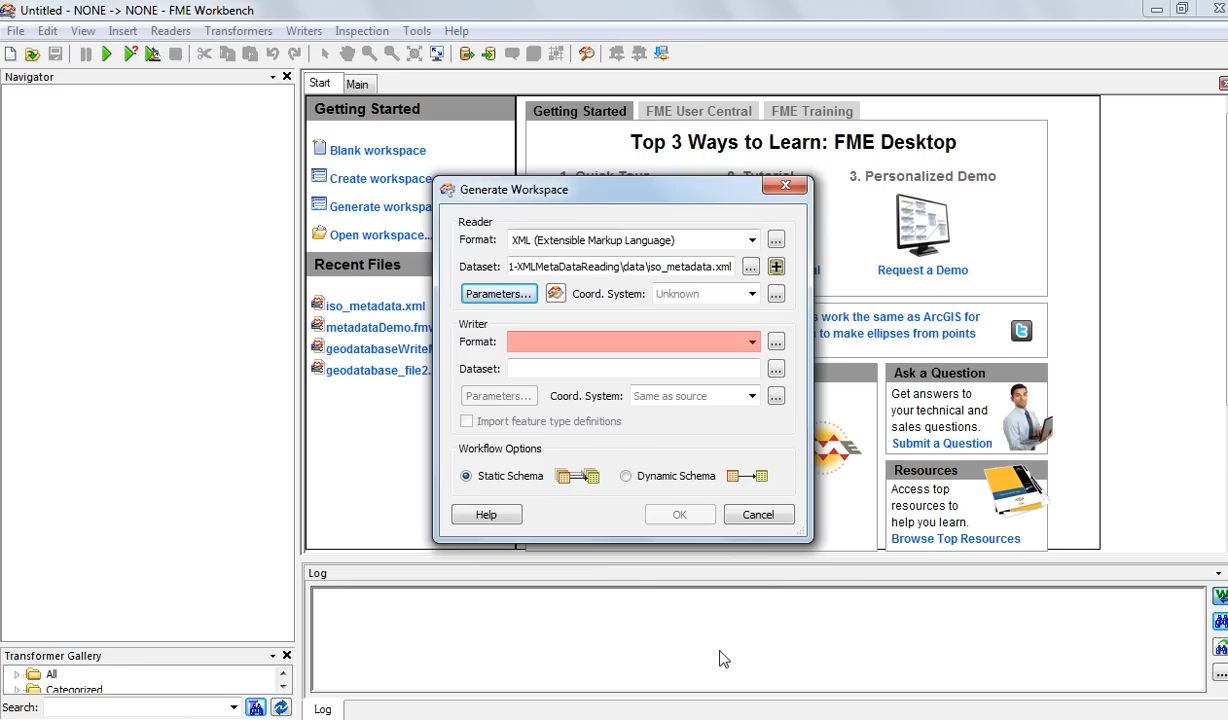 Untitled - NONE -> NONE - FME Workbench
File Edit View Insert Readers Transformers Writers Inspection Tools Help
Navigator
Start Main
Getting Started
Blank workspace
Create workspace
Generate workspa
Open workspace...
Recent Files
iso_metadata.xml
metadataDemo.fmv
geodatabaseWrite
geodatabase_file2.
Getting Started FME User Central FME Training
Top 3 Ways to Learn: FME Desktop
3. Personalized Demo
Request a Demo
s work the same as ArcGIS for
to make ellipses from points
Ask a Question
Get answers to
your technical and
sales questions.
Submit a Question
Resources
Access top
resources to
help you learn.
Browse Top Resources
Generate Workspace
Reader
Format: XML (Extensible Markup Language) ...
Dataset: 1-XMLMetaDataReading\data\iso_metadata.xml ...
Parameters... Coord. System: Unknown ...
Writer
Format: ...
Dataset: ...
Parameters... Coord. System: Same as source ...
Import feature type definitions
Workflow Options
Static Schema Dynamic Schema
Help OK Cancel
Log
Transformer Gallery
All
Categorized
Search:
Log